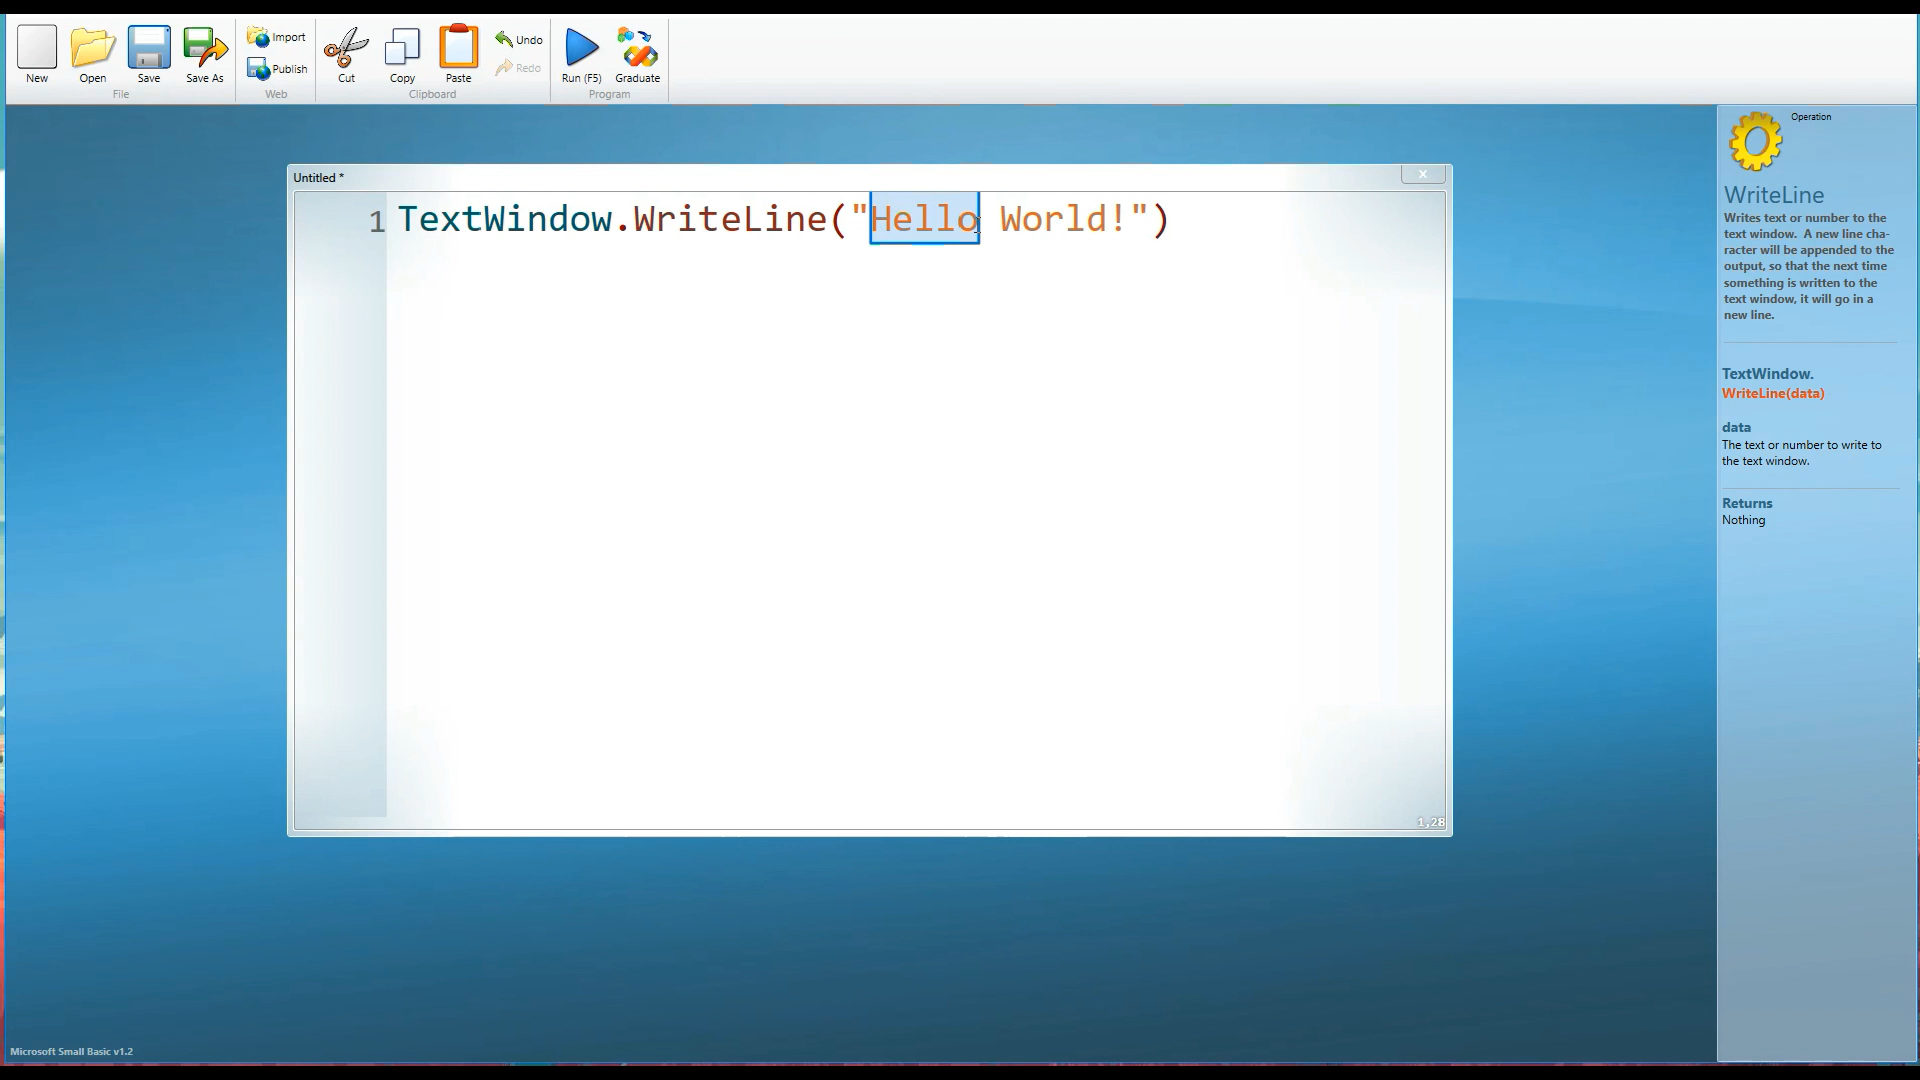 New
Open
Save
Save As
File
Import
Publish
Web
Cut
Copy
Paste
Undo
Redo
Clipboard
Run (F5)
Graduate
Program
Untitled *
x
1 TextWindow.WriteLine("Hello World!")
1,28
Operation
WriteLine
Writes text or number to the
text window. A new line cha-
racter will be appended to the
output, so that the next time
something is written to the
text window, it will go in a
new line.
TextWindow.
WriteLine(data)
data
The text or number to write to
the text window.
Returns
Nothing
Microsoft Small Basic v1.2